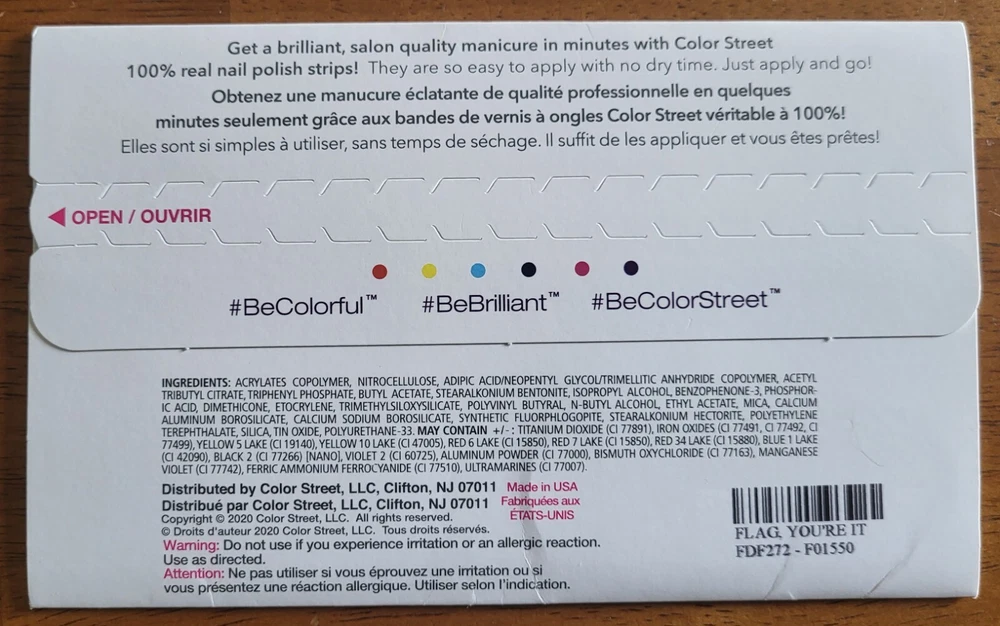 Get a brilliant, salon quality manicure in minutes with Color Street
100% real nail polish strips! They are so easy to apply with no dry time. Just apply and go!
Obtenez une manucure éclatante de qualité professionnelle en quelques
minutes seulement grâce aux bandes de vernis à ongles Color Street véritable à 100%!
Elles sont si simples à utiliser, sans temps de séchage. Il suffit de les appliquer et vous êtes prêtes!
OPEN / OUVRIR
#BeColorful™ #BeBrilliant™ #BeColorStreet™
INGREDIENTS: ACRYLATES COPOLYMER, NITROCELLULOSE, ADIPIC ACID/NEOPENTYL GLYCOL/TRIMELLITIC ANHYDRIDE COPOLYMER, ACETYL
TRIBUTYL CITRATE, TRIPHENYL PHOSPHATE, BUTYL ACETATE, STEARALKONIUM BENTONITE, ISOPROPYL ALCOHOL, BENZOPHENONE-3, PHOSPHOR-
IC ACID, DIMETHICONE, ETOCRYLENE, TRIMETHYLSILOXYSILICATE, POLYVINYL BUTYRAL, N-BUTYL ALCOHOL, ETHYL ACETATE, MICA, CALCIUM
ALUMINUM BOROSILICATE, CALCIUM SODIUM BOROSILICATE, SYNTHETIC FLUORPHLOGOPITE, STEARALKONIUM HECTORITE, POLYETHYLENE
TEREPHTHALATE, SILICA, TIN OXIDE, POLYURETHANE-33. MAY CONTAIN +/- : TITANIUM DIOXIDE (CI 77891), IRON OXIDES (CI 77491, CI 77492, CI
77499), YELLOW 5 LAKE (CI 19140), YELLOW 10 LAKE (CI 47005), RED 6 LAKE (CI 15850), RED 7 LAKE (CI 15850), RED 34 LAKE (CI 15880), BLUE 1 LAKE
(CI 42090), BLACK 2 (CI 77266) [NANO], VIOLET 2 (CI 60725), ALUMINUM POWDER (CI 77000), BISMUTH OXYCHLORIDE (CI 77163), MANGANESE
VIOLET (CI 77742), FERRIC AMMONIUM FERROCYANIDE (CI 77510), ULTRAMARINES (CI 77007).
Distributed by Color Street, LLC, Clifton, NJ 07011 Made in USA
Distribué par Color Street, LLC, Clifton, NJ 07011 Fabriquées aux
ÉTATS-UNIS
Copyright © 2020 Color Street, LLC. All rights reserved.
© Droits d'auteur 2020 Color Street, LLC. Tous droits réservés.
Warning: Do not use if you experience irritation or an allergic reaction.
Use as directed.
Attention: Ne pas utiliser si vous éprouvez une irritation ou si
vous présentez une réaction allergique. Utiliser selon l'indication.
FLAG, YOU'RE IT
FDF272 - F01550